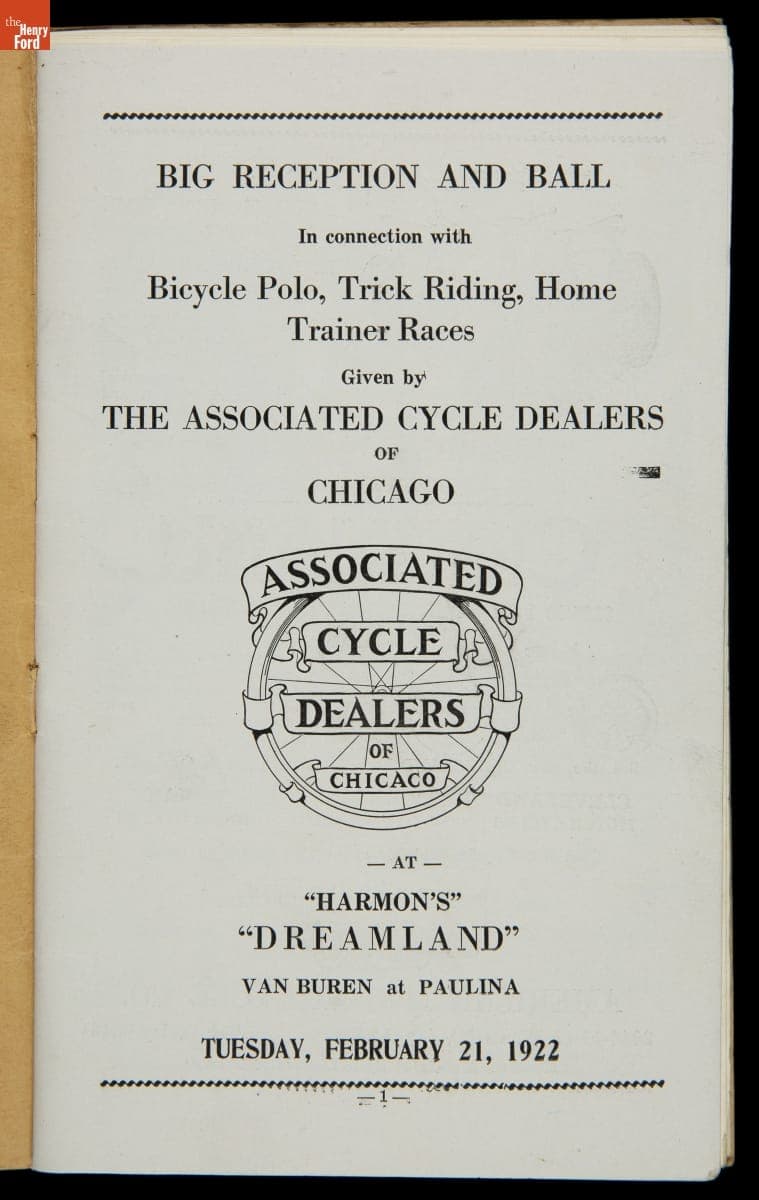 the
Henry
Ford
BIG RECEPTION AND BALL
In connection with
Bicycle Polo, Trick Riding, Home
Trainer Races
Given by
THE ASSOCIATED CYCLE DEALERS
OF
CHICAGO
ASSOCIATED
CYCLE
DEALERS
OF
CHICAGO
— AT —
“HARMON’S”
“DREAMLAND”
VAN BUREN at PAULINA
TUESDAY, FEBRUARY 21, 1922
—1—